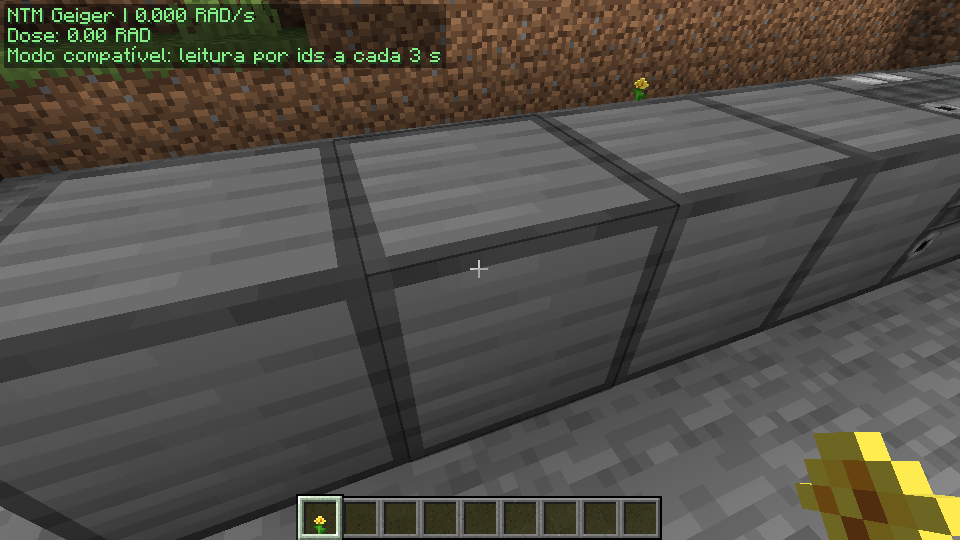 NTM Geiger | 0.000 RAD/s
Dose: 0.00 RAD
Modo compatível: leitura por ids a cada 3 s